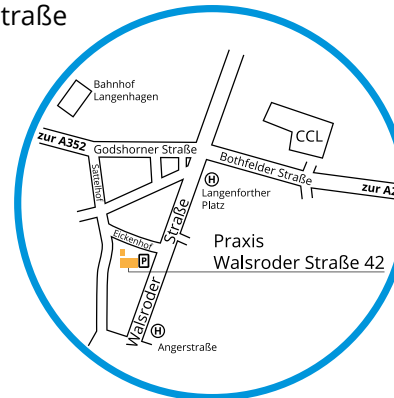 traße
Bahnhof
Langenhagen
CCL
zur A352
Godshorner Straße
Bothfelder Straße
zur A2
Sattelhof
H
Langenforther
Platz
Eickenhof
P
Walsroder Straße
Praxis
Walsroder Straße 42
H
Angerstraße